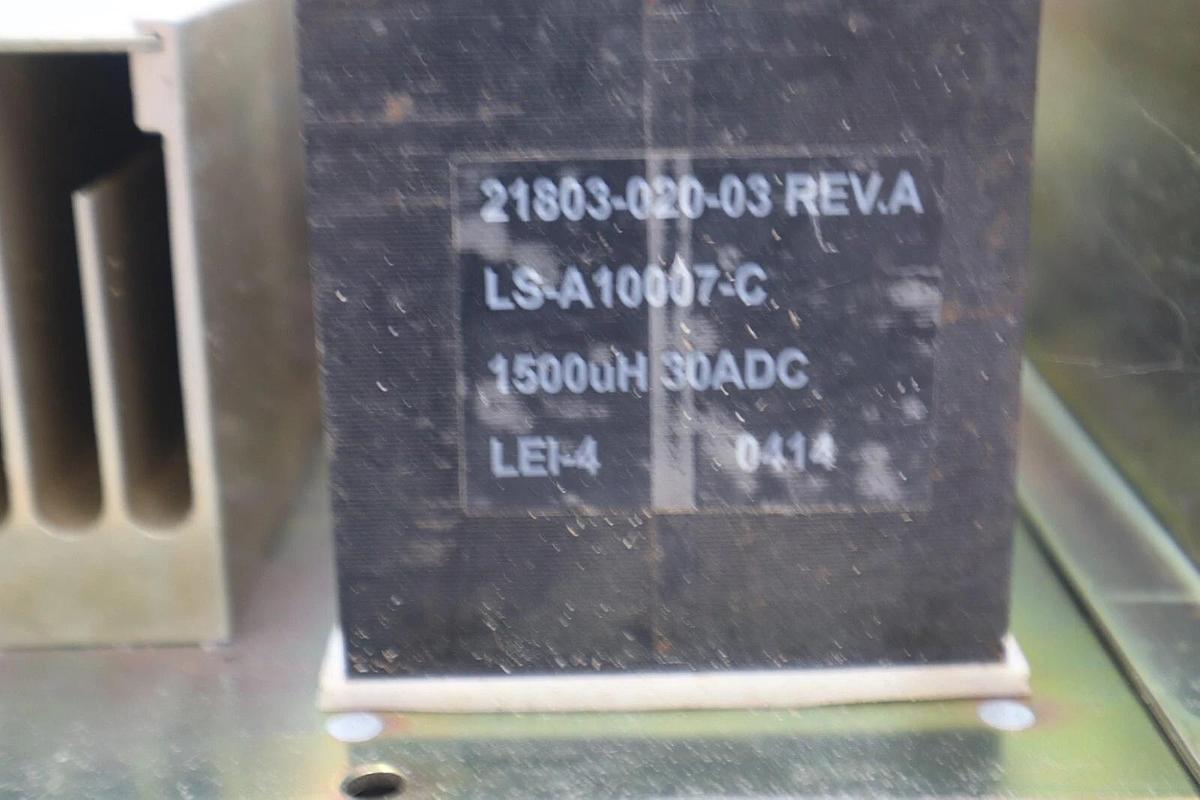 21803-020-03 REV.A
LS-A10007-C
1500uH 30ADC
LEI-4 0414